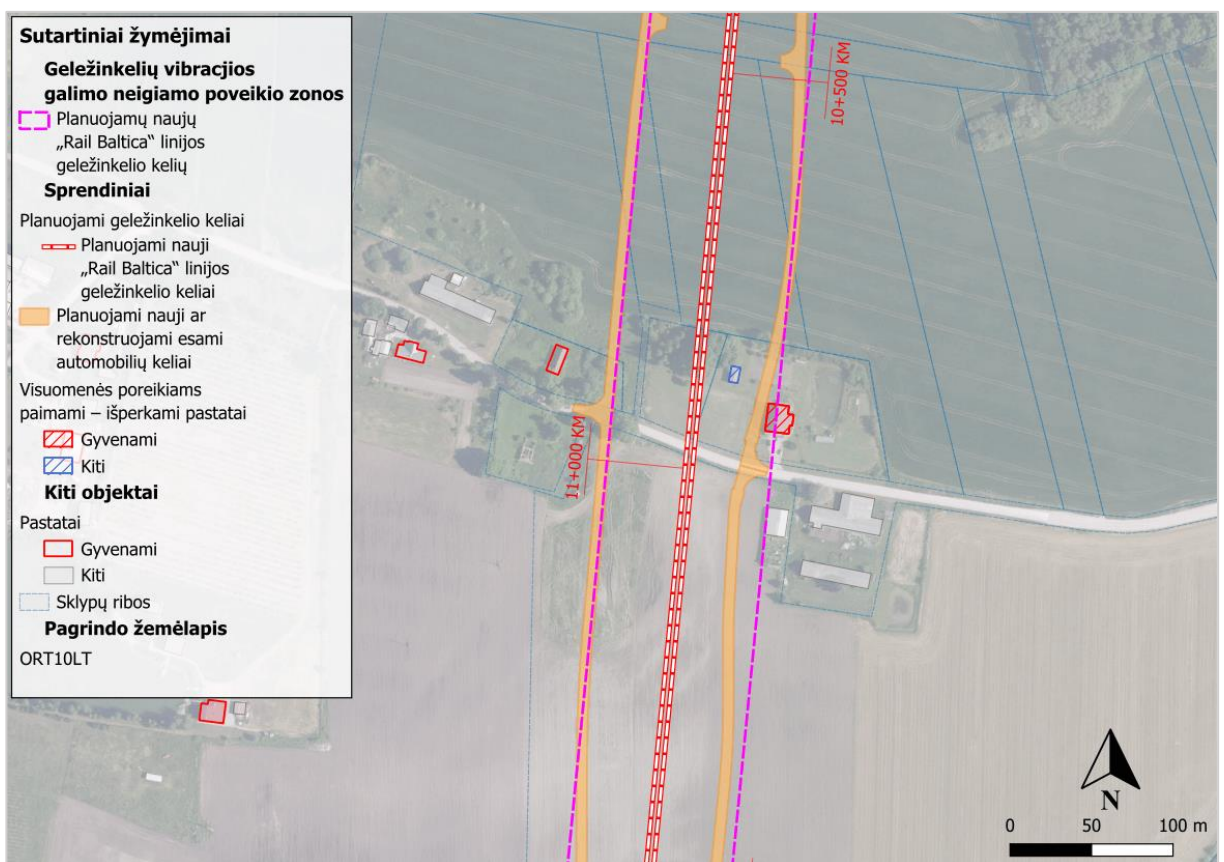 Sutartiniai žymėjimai
Geležinkelių vibracjios
galimo neigiamo poveikio zonos
Planuojamų naujų
„Rail Baltica“ linijos
geležinkelio kelių
Sprendiniai
Planuojami geležinkelio keliai
Planuojami nauji
„Rail Baltica“ linijos
geležinkelio keliai
Planuojami nauji ar
rekonstruojami esami
automobilių keliai
Visuomenės poreikiams
paimami – išperkami pastatai
Gyvenami
Kiti
Kiti objektai
Pastatai
Gyvenami
Kiti
Sklypų ribos
Pagrindo žemėlapis
ORT10LT
10+500 KM
11+000 KM
N
0 50 100 m